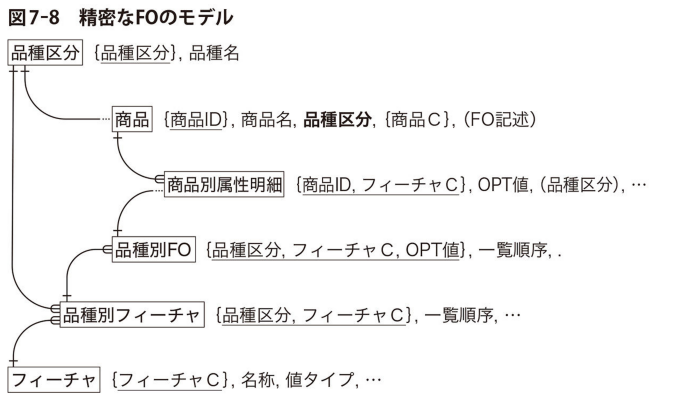 図7-8 精密なFOのモデル
品種区分 {品種区分}, 品種名
商品 {商品ID}, 商品名, 品種区分, {商品C}, (FO記述)
商品別属性明細 {商品ID, フィーチャC}, OPT値, (品種区分), …
品種別FO {品種区分, フィーチャC, OPT値}, 一覧順序, .
品種別フィーチャ {品種区分, フィーチャC}, 一覧順序, …
フィーチャ {フィーチャC}, 名称, 値タイプ, …